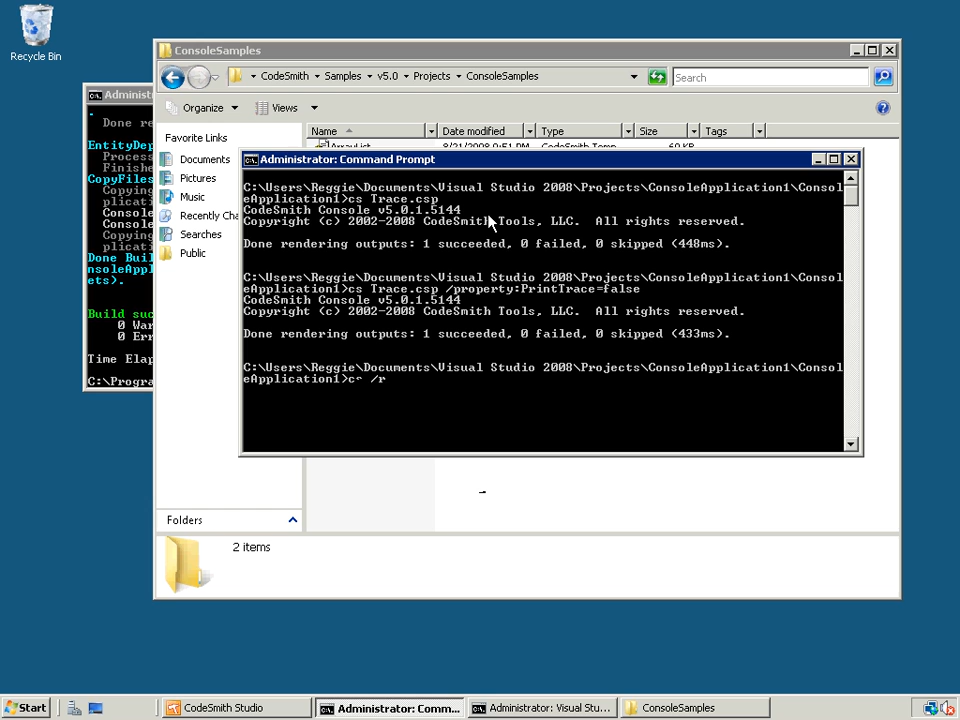 Recycle Bin
ConsoleSamples
CodeSmith
Samples
v5.0
Projects
ConsoleSamples
Search
Organize
Views
Name
Date modified
Type
Size
Tags
Favorite Links
Documents
Pictures
Music
Recently Cha
Searches
Public
Folders
2 items
Administ
Done re
EntityDep
Process
Finishe
CopyFiles
Copying
plicati
Console
Console
Copying
plicati
Done Buil
nsoleAppl
ets).
Build suc
0 War
0 Err
Time Elap
C:\Progra
Administrator: Command Prompt
C:\Users\Reggie\Documents\Visual Studio 2008\Projects\ConsoleApplication1\Consol
eApplication1>cs Trace.csp
CodeSmith Console v5.0.1.5144
Copyright (c) 2002-2008 CodeSmith Tools, LLC.  All rights reserved.
Done rendering outputs: 1 succeeded, 0 failed, 0 skipped (448ms).
C:\Users\Reggie\Documents\Visual Studio 2008\Projects\ConsoleApplication1\Consol
eApplication1>cs Trace.csp /property:PrintTrace=false
CodeSmith Console v5.0.1.5144
Copyright (c) 2002-2008 CodeSmith Tools, LLC.  All rights reserved.
Done rendering outputs: 1 succeeded, 0 failed, 0 skipped (433ms).
C:\Users\Reggie\Documents\Visual Studio 2008\Projects\ConsoleApplication1\Consol
eApplication1>cs /r
Start
CodeSmith Studio
Administrator: Comm...
Administrator: Visual Stu...
ConsoleSamples